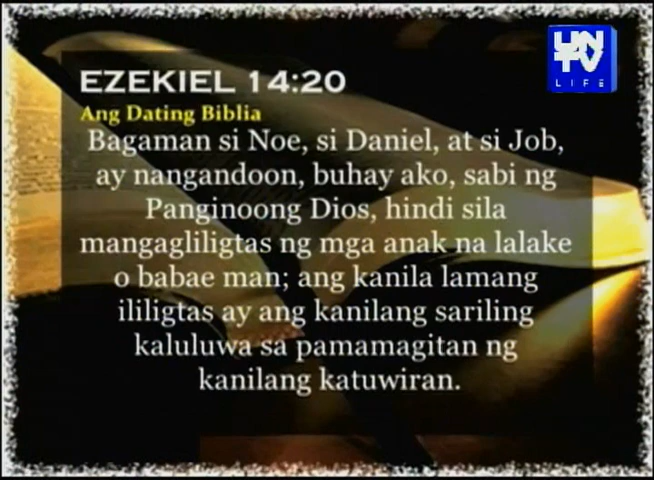 UNTV
LIFE
EZEKIEL 14:20
Ang Dating Biblia
Bagaman si Noe, si Daniel, at si Job,
ay nangandoon, buhay ako, sabi ng
Panginoong Dios, hindi sila
mangagliligtas ng mga anak na lalake
o babae man; ang kanila lamang
ililigtas ay ang kanilang sariling
kaluluwa sa pamamagitan ng
kanilang katuwiran.